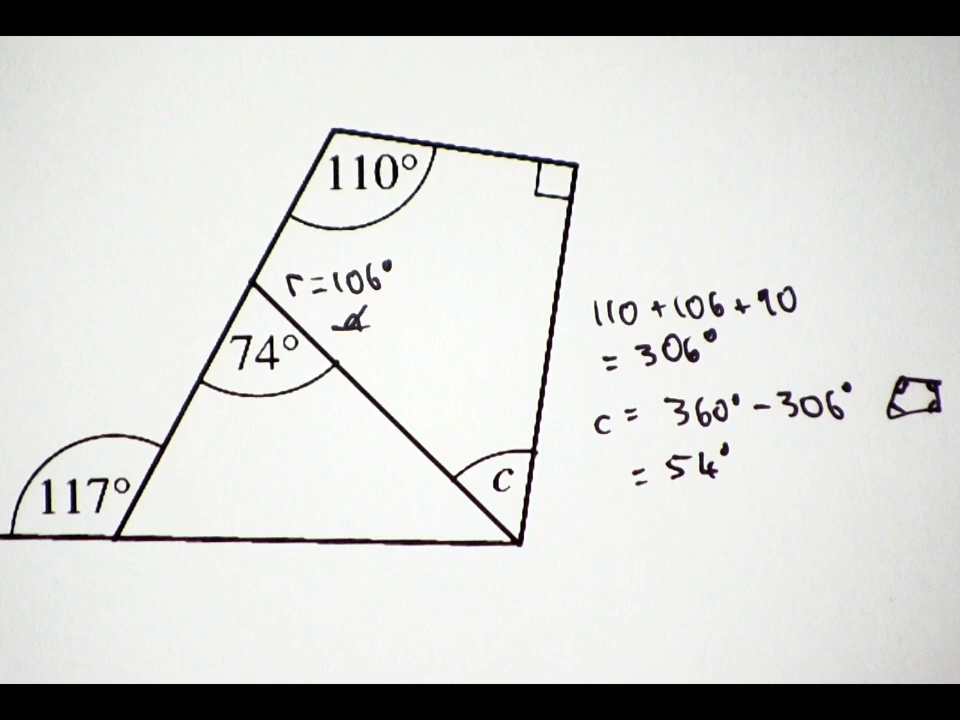 110°
r = 106°
74°
117°
c
110 + 106 + 90
= 306°
c = 360° - 306°
= 54°